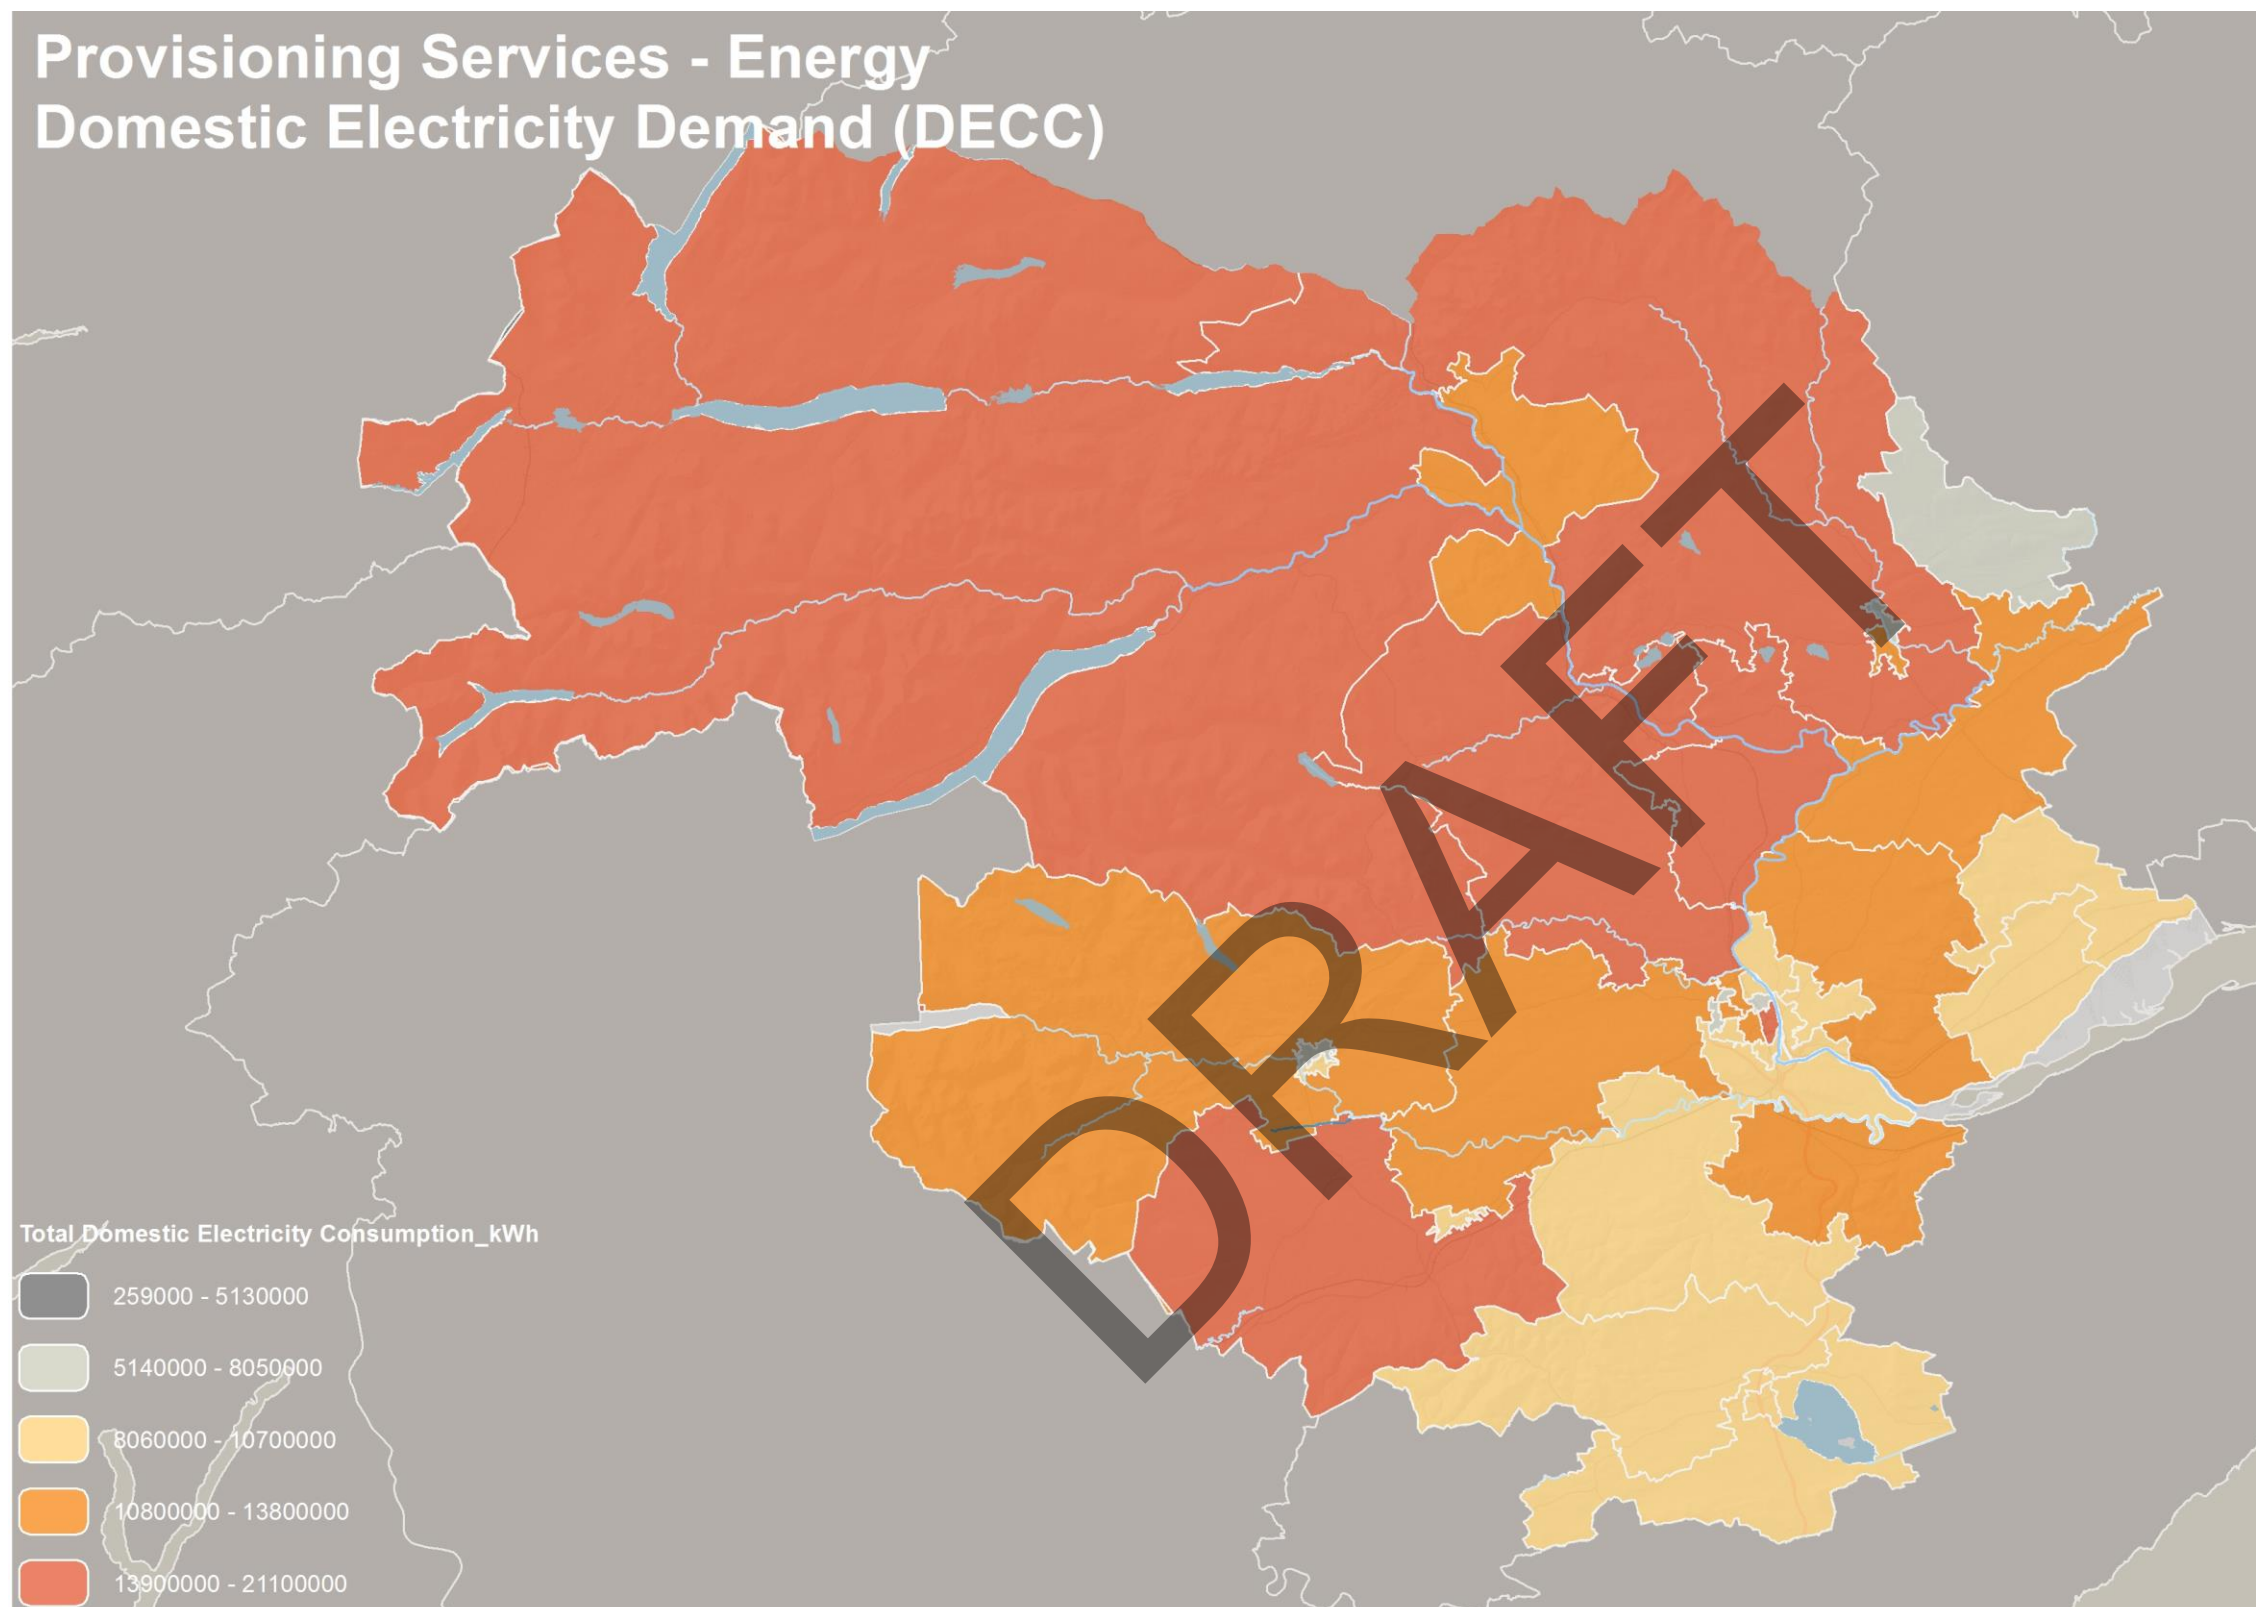 Provisioning Services - Energy
Domestic Electricity Demand (DECC)
DRAFT
Total Domestic Electricity Consumption_kWh
259000 - 5130000
5140000 - 8050000
8060000 - 10700000
10800000 - 13800000
13900000 - 21100000